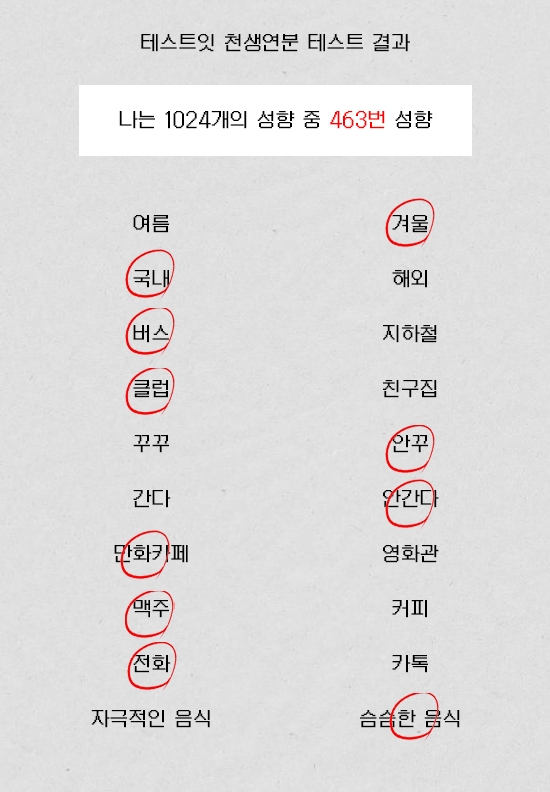 테스트잇 천생연분 테스트 결과
나는 1024개의 성향 중 463번 성향
여름 겨울
국내 해외
버스 지하철
클럽 친구집
꾸꾸 안꾸
간다 안간다
만화카페 영화관
맥주 커피
전화 카톡
자극적인 음식 슴슴한 음식